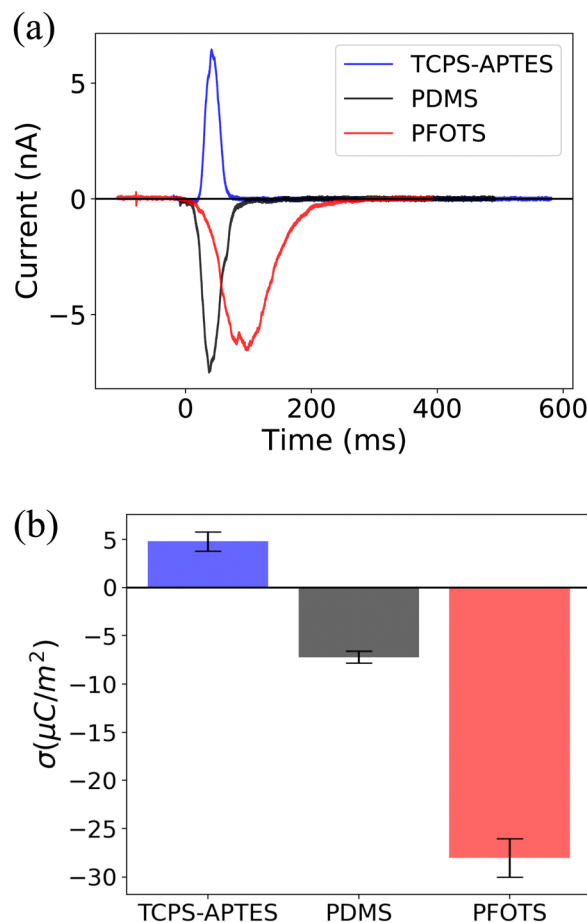 (a)
TCPS-APTES
PDMS
PFOTS
5
0
−5
Current (nA)
0 200 400 600
Time (ms)
(b)
5
0
−5
−10
−15
−20
−25
−30
σ(μC/m²)
TCPS-APTES PDMS PFOTS